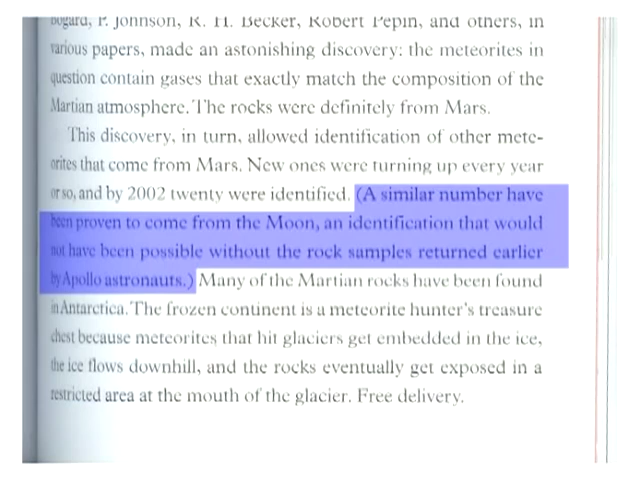 Bogard, P. Johnson, R. H. Becker, Robert Pepin, and others, in
various papers, made an astonishing discovery: the meteorites in
question contain gases that exactly match the composition of the
Martian atmosphere. The rocks were definitely from Mars.
This discovery, in turn, allowed identification of other mete-
orites that come from Mars. New ones were turning up every year
or so, and by 2002 twenty were identified. (A similar number have
been proven to come from the Moon, an identification that would
not have been possible without the rock samples returned earlier
by Apollo astronauts.) Many of the Martian rocks have been found
in Antarctica. The frozen continent is a meteorite hunter's treasure
chest because meteorites that hit glaciers get embedded in the ice,
the ice flows downhill, and the rocks eventually get exposed in a
restricted area at the mouth of the glacier. Free delivery.